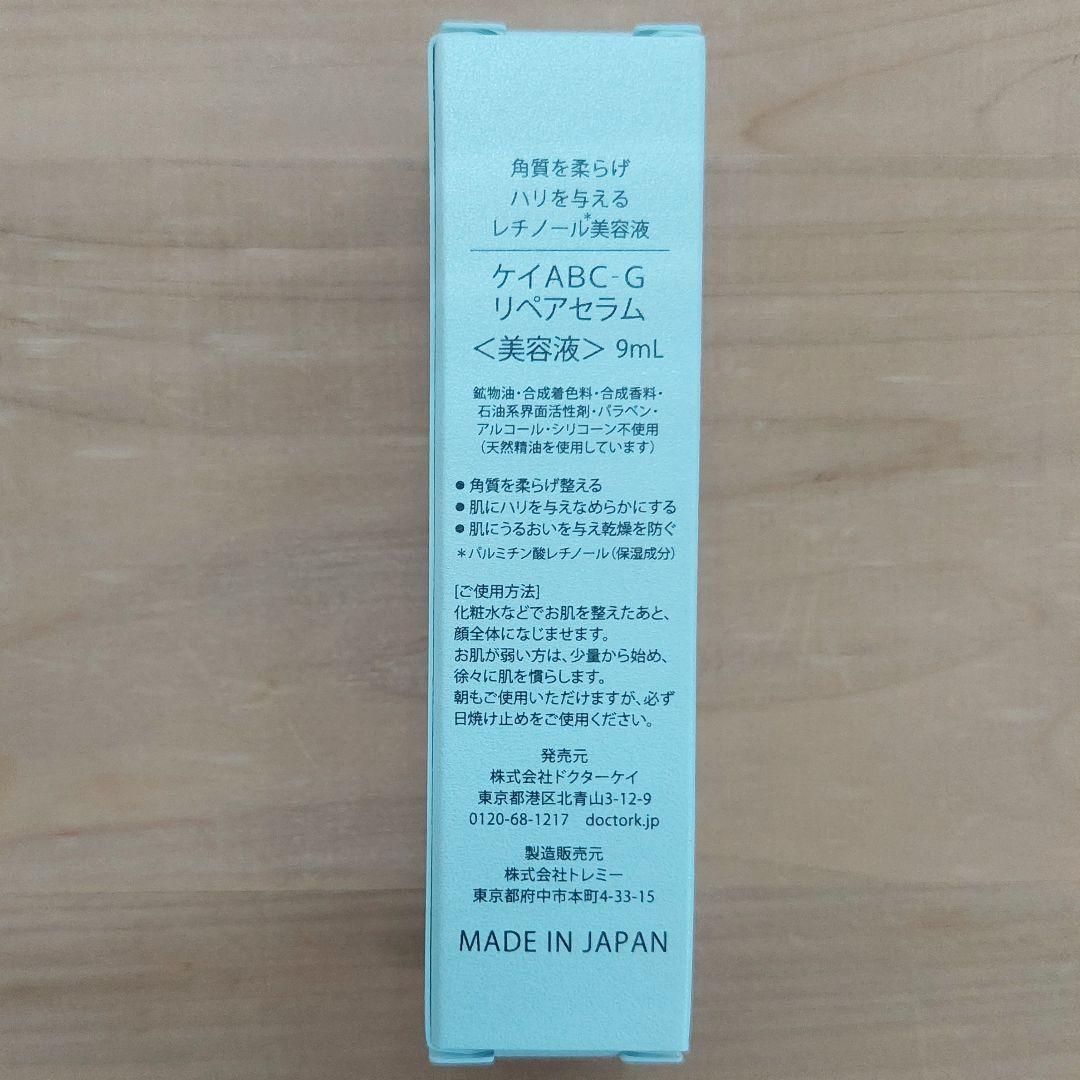 角質を柔らげ
ハリを与える
レチノール*美容液
ケイABC-G
リペアセラム
＜美容液＞ 9mL
鉱物油・合成着色料・合成香料・
石油系界面活性剤・パラベン・
アルコール・シリコーン不使用
（天然精油を使用しています）
● 角質を柔らげ整える
● 肌にハリを与えなめらかにする
● 肌にうるおいを与え乾燥を防ぐ
＊パルミチン酸レチノール（保湿成分）
[ご使用方法]
化粧水などでお肌を整えたあと、
顔全体になじませます。
お肌が弱い方は、少量から始め、
徐々に肌を慣らします。
朝もご使用いただけますが、必ず
日焼け止めをご使用ください。
発売元
株式会社ドクターケイ
東京都港区北青山3-12-9
0120-68-1217 doctork.jp
製造販売元
株式会社トレミー
東京都府中市本町4-33-15
MADE IN JAPAN